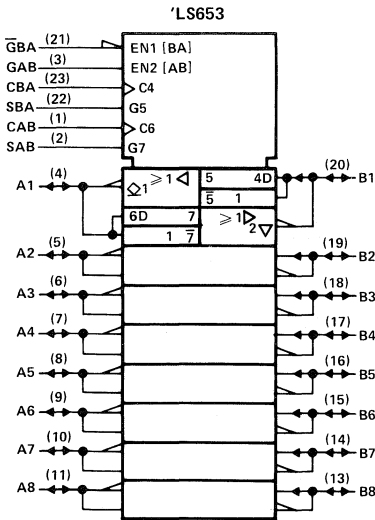 'LS653
G̅BA (21) EN1 [BA]
GAB (3) EN2 [AB]
CBA (23) C4
SBA (22) G5
CAB (1) C6
SAB (2) G7
A1 (4) ≥1 ◁ 5 4D (20) B1
◇1 5̅ 1
6D 7 ≥1 ▷
1 7̅ 2 ▽
A2 (5) (19) B2
A3 (6) (18) B3
A4 (7) (17) B4
A5 (8) (16) B5
A6 (9) (15) B6
A7 (10) (14) B7
A8 (11) (13) B8